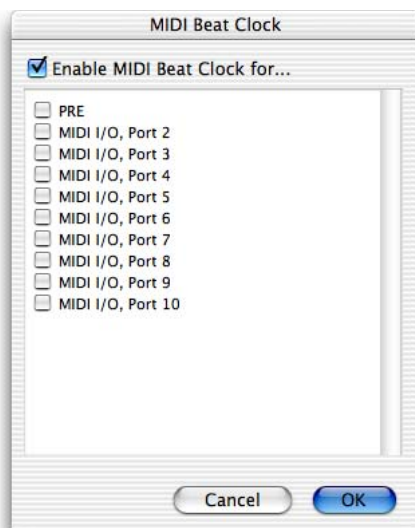 MIDI Beat Clock
Enable MIDI Beat Clock for...
PRE
MIDI I/O, Port 2
MIDI I/O, Port 3
MIDI I/O, Port 4
MIDI I/O, Port 5
MIDI I/O, Port 6
MIDI I/O, Port 7
MIDI I/O, Port 8
MIDI I/O, Port 9
MIDI I/O, Port 10
Cancel OK